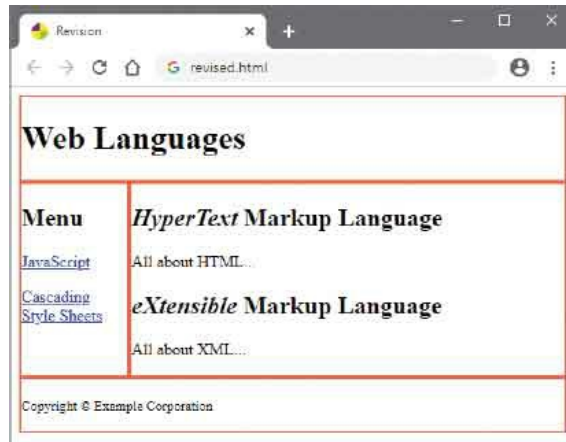 Revision
revised.html
Web Languages
Menu
JavaScript
Cascading
Style Sheets
HyperText Markup Language
All about HTML...
eXtensible Markup Language
All about XML...
Copyright © Example Corporation